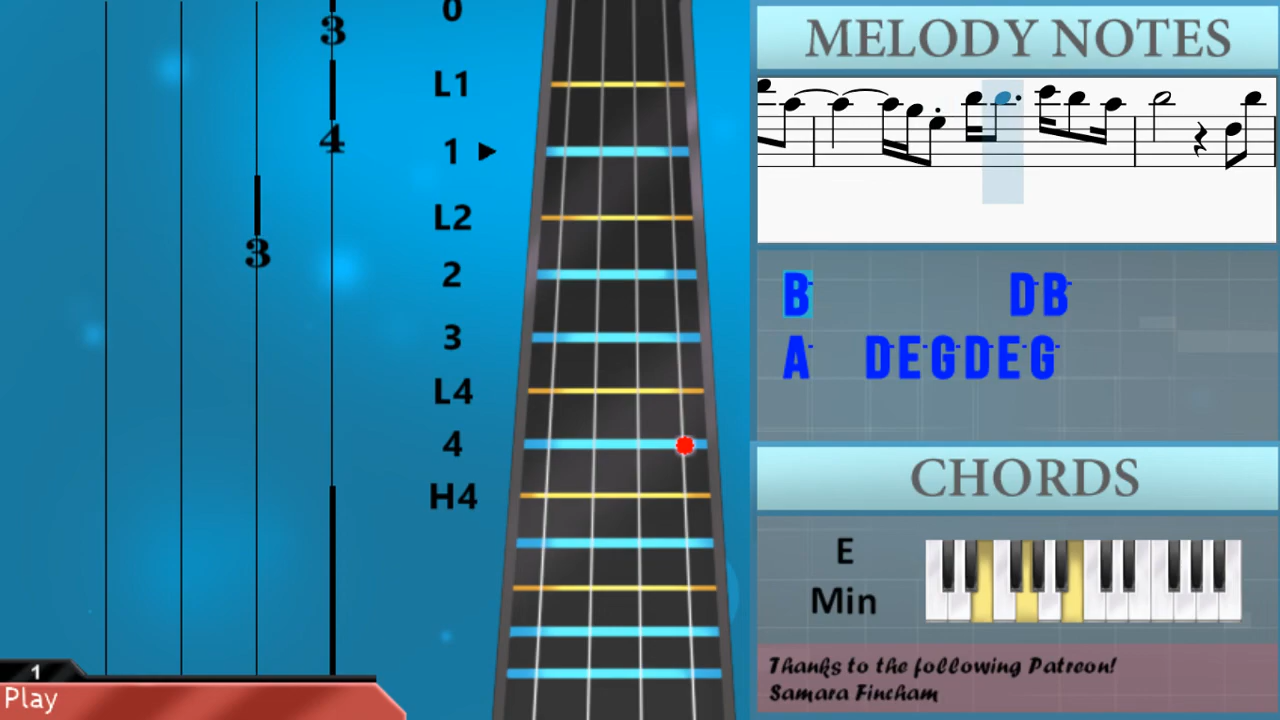 3
4
3
1
Play
0
L1
1
L2
2
3
L4
4
H4
MELODY NOTES
B DB
A DEGDEG
CHORDS
E
Min
Thanks to the following Patreon!
Samara Fincham